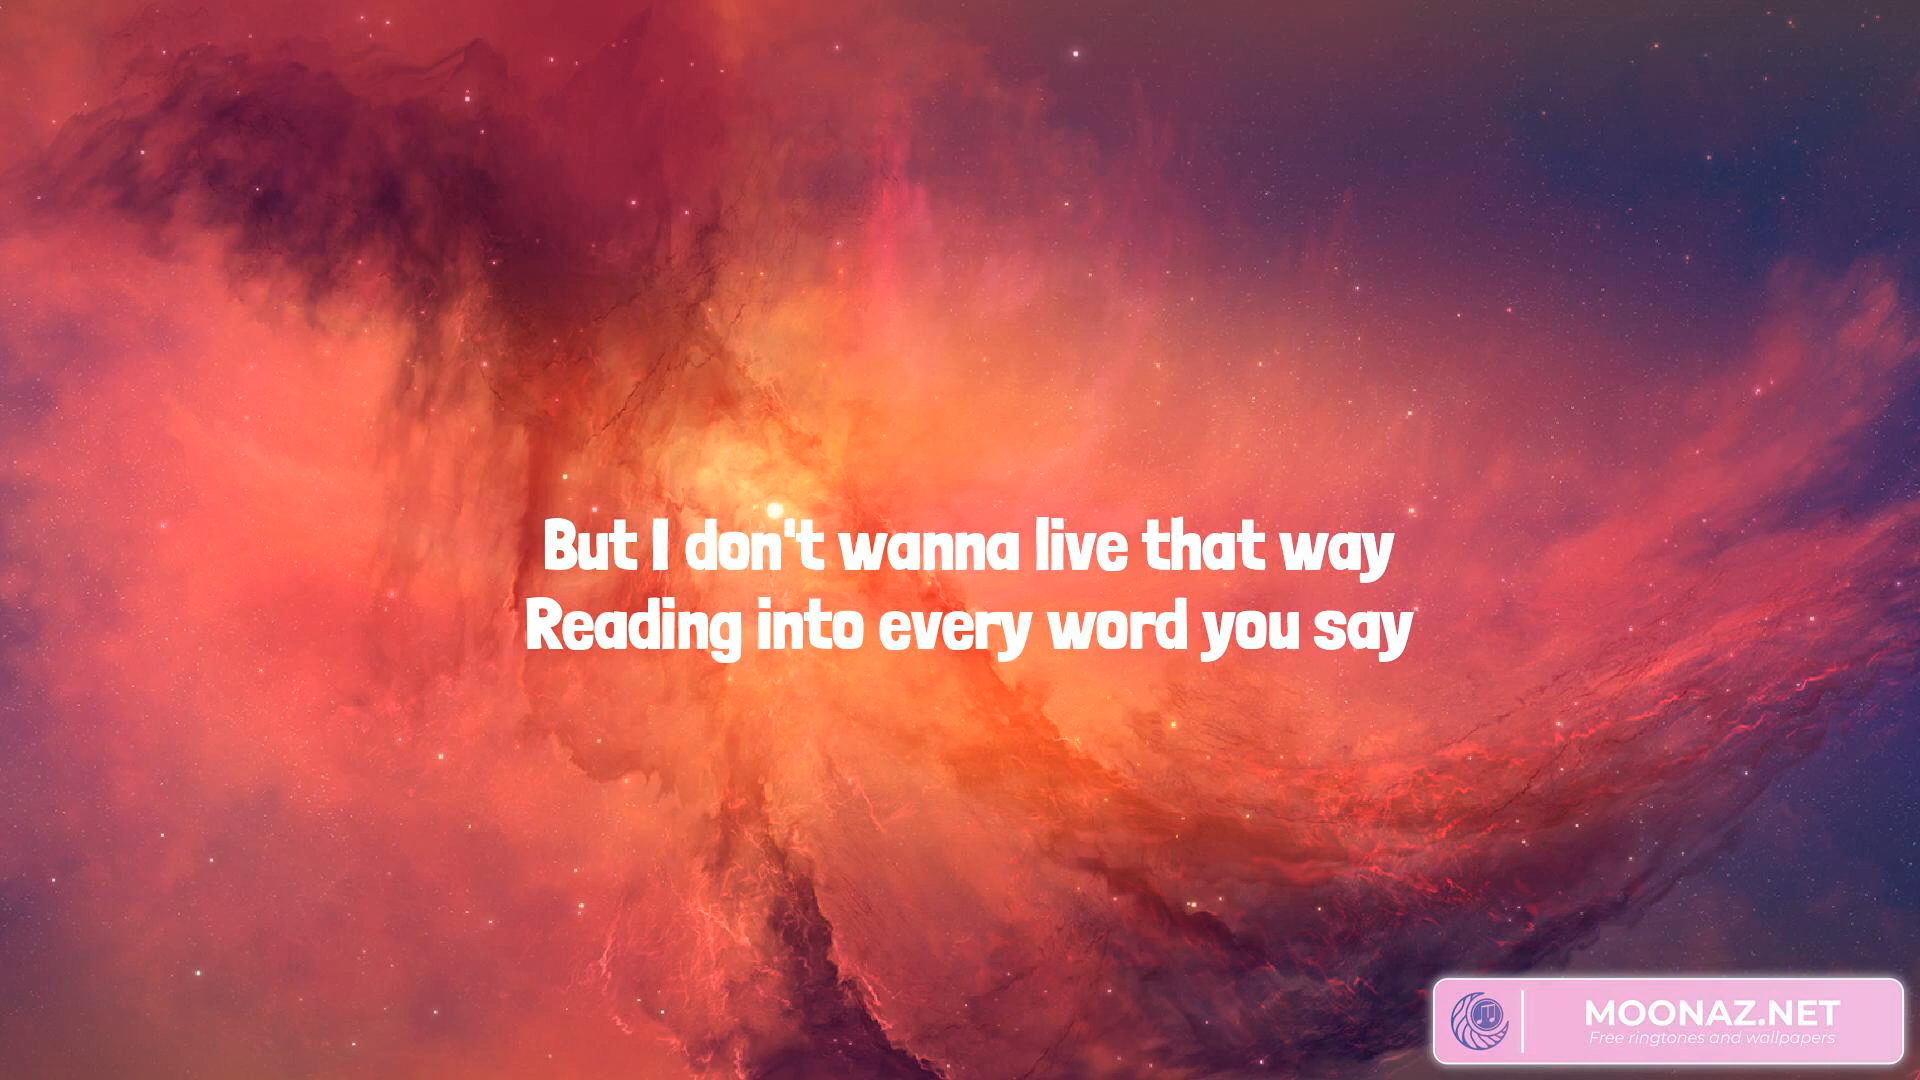 But I don't wanna live that way
Reading into every word you say
MOONAZ.NET
Free ringtones and wallpapers